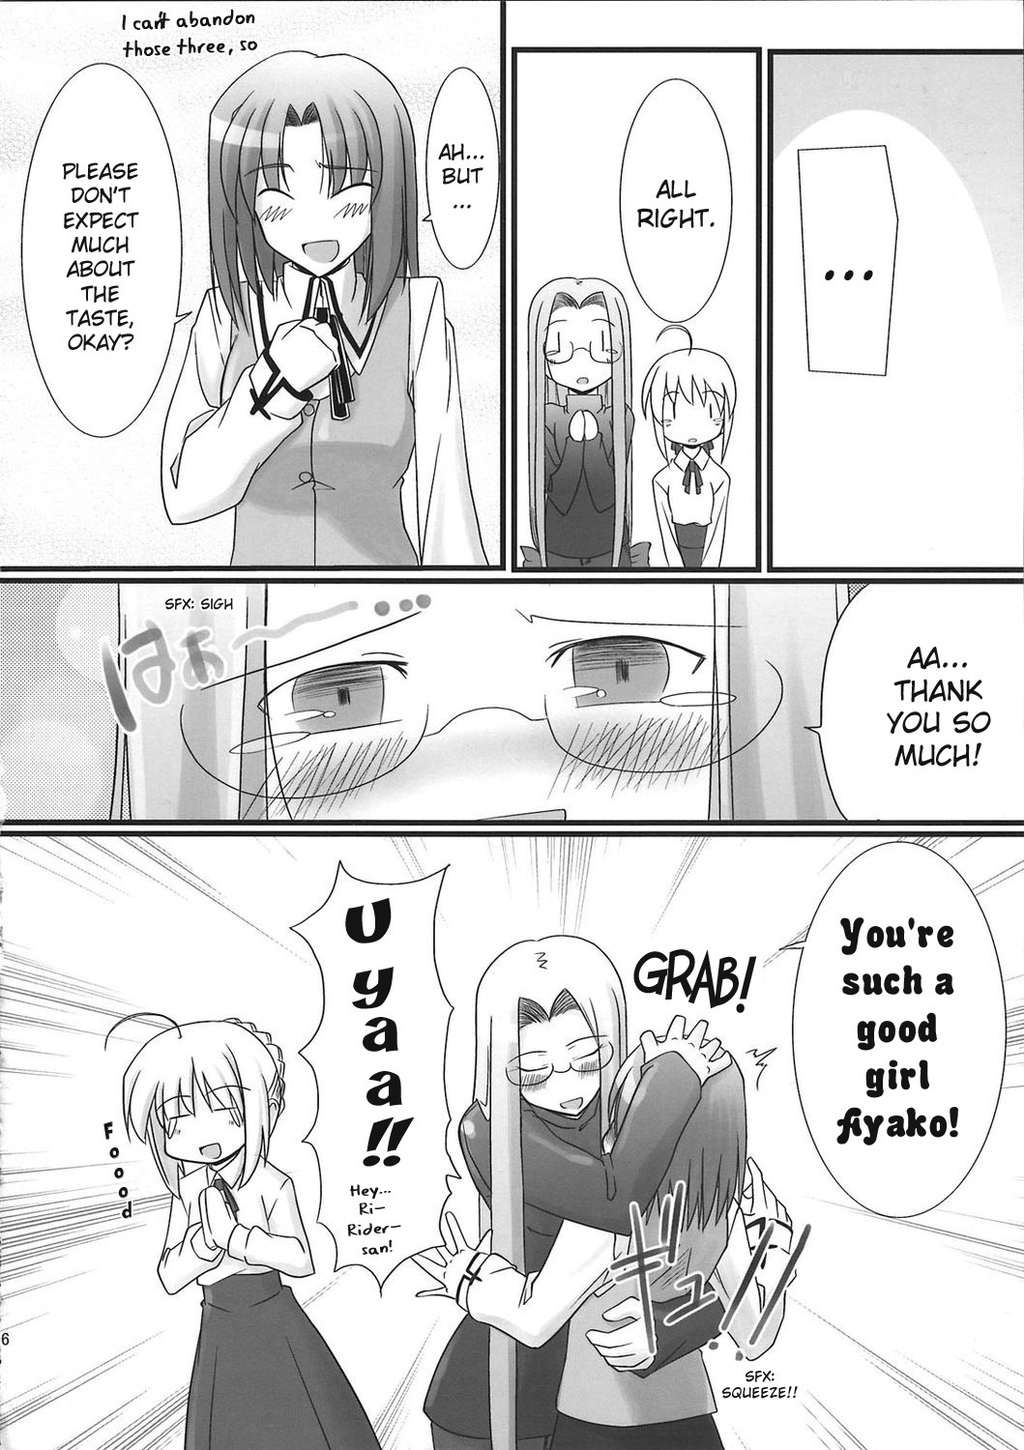 ...
ALL
RIGHT.
AH...
BUT
...
I can't abandon
those three, so
PLEASE
DON'T
EXPECT
MUCH
ABOUT
THE
TASTE,
OKAY?
AA...
THANK
YOU SO
MUCH!
SFX: SIGH
はぁ〜...
You're
such a
good
girl
Ayako!
GRAB!
Uyaa!!
Hey...
Ri-
Rider-
san!
Food
ギュッ
SFX:
SQUEEZE!!
6